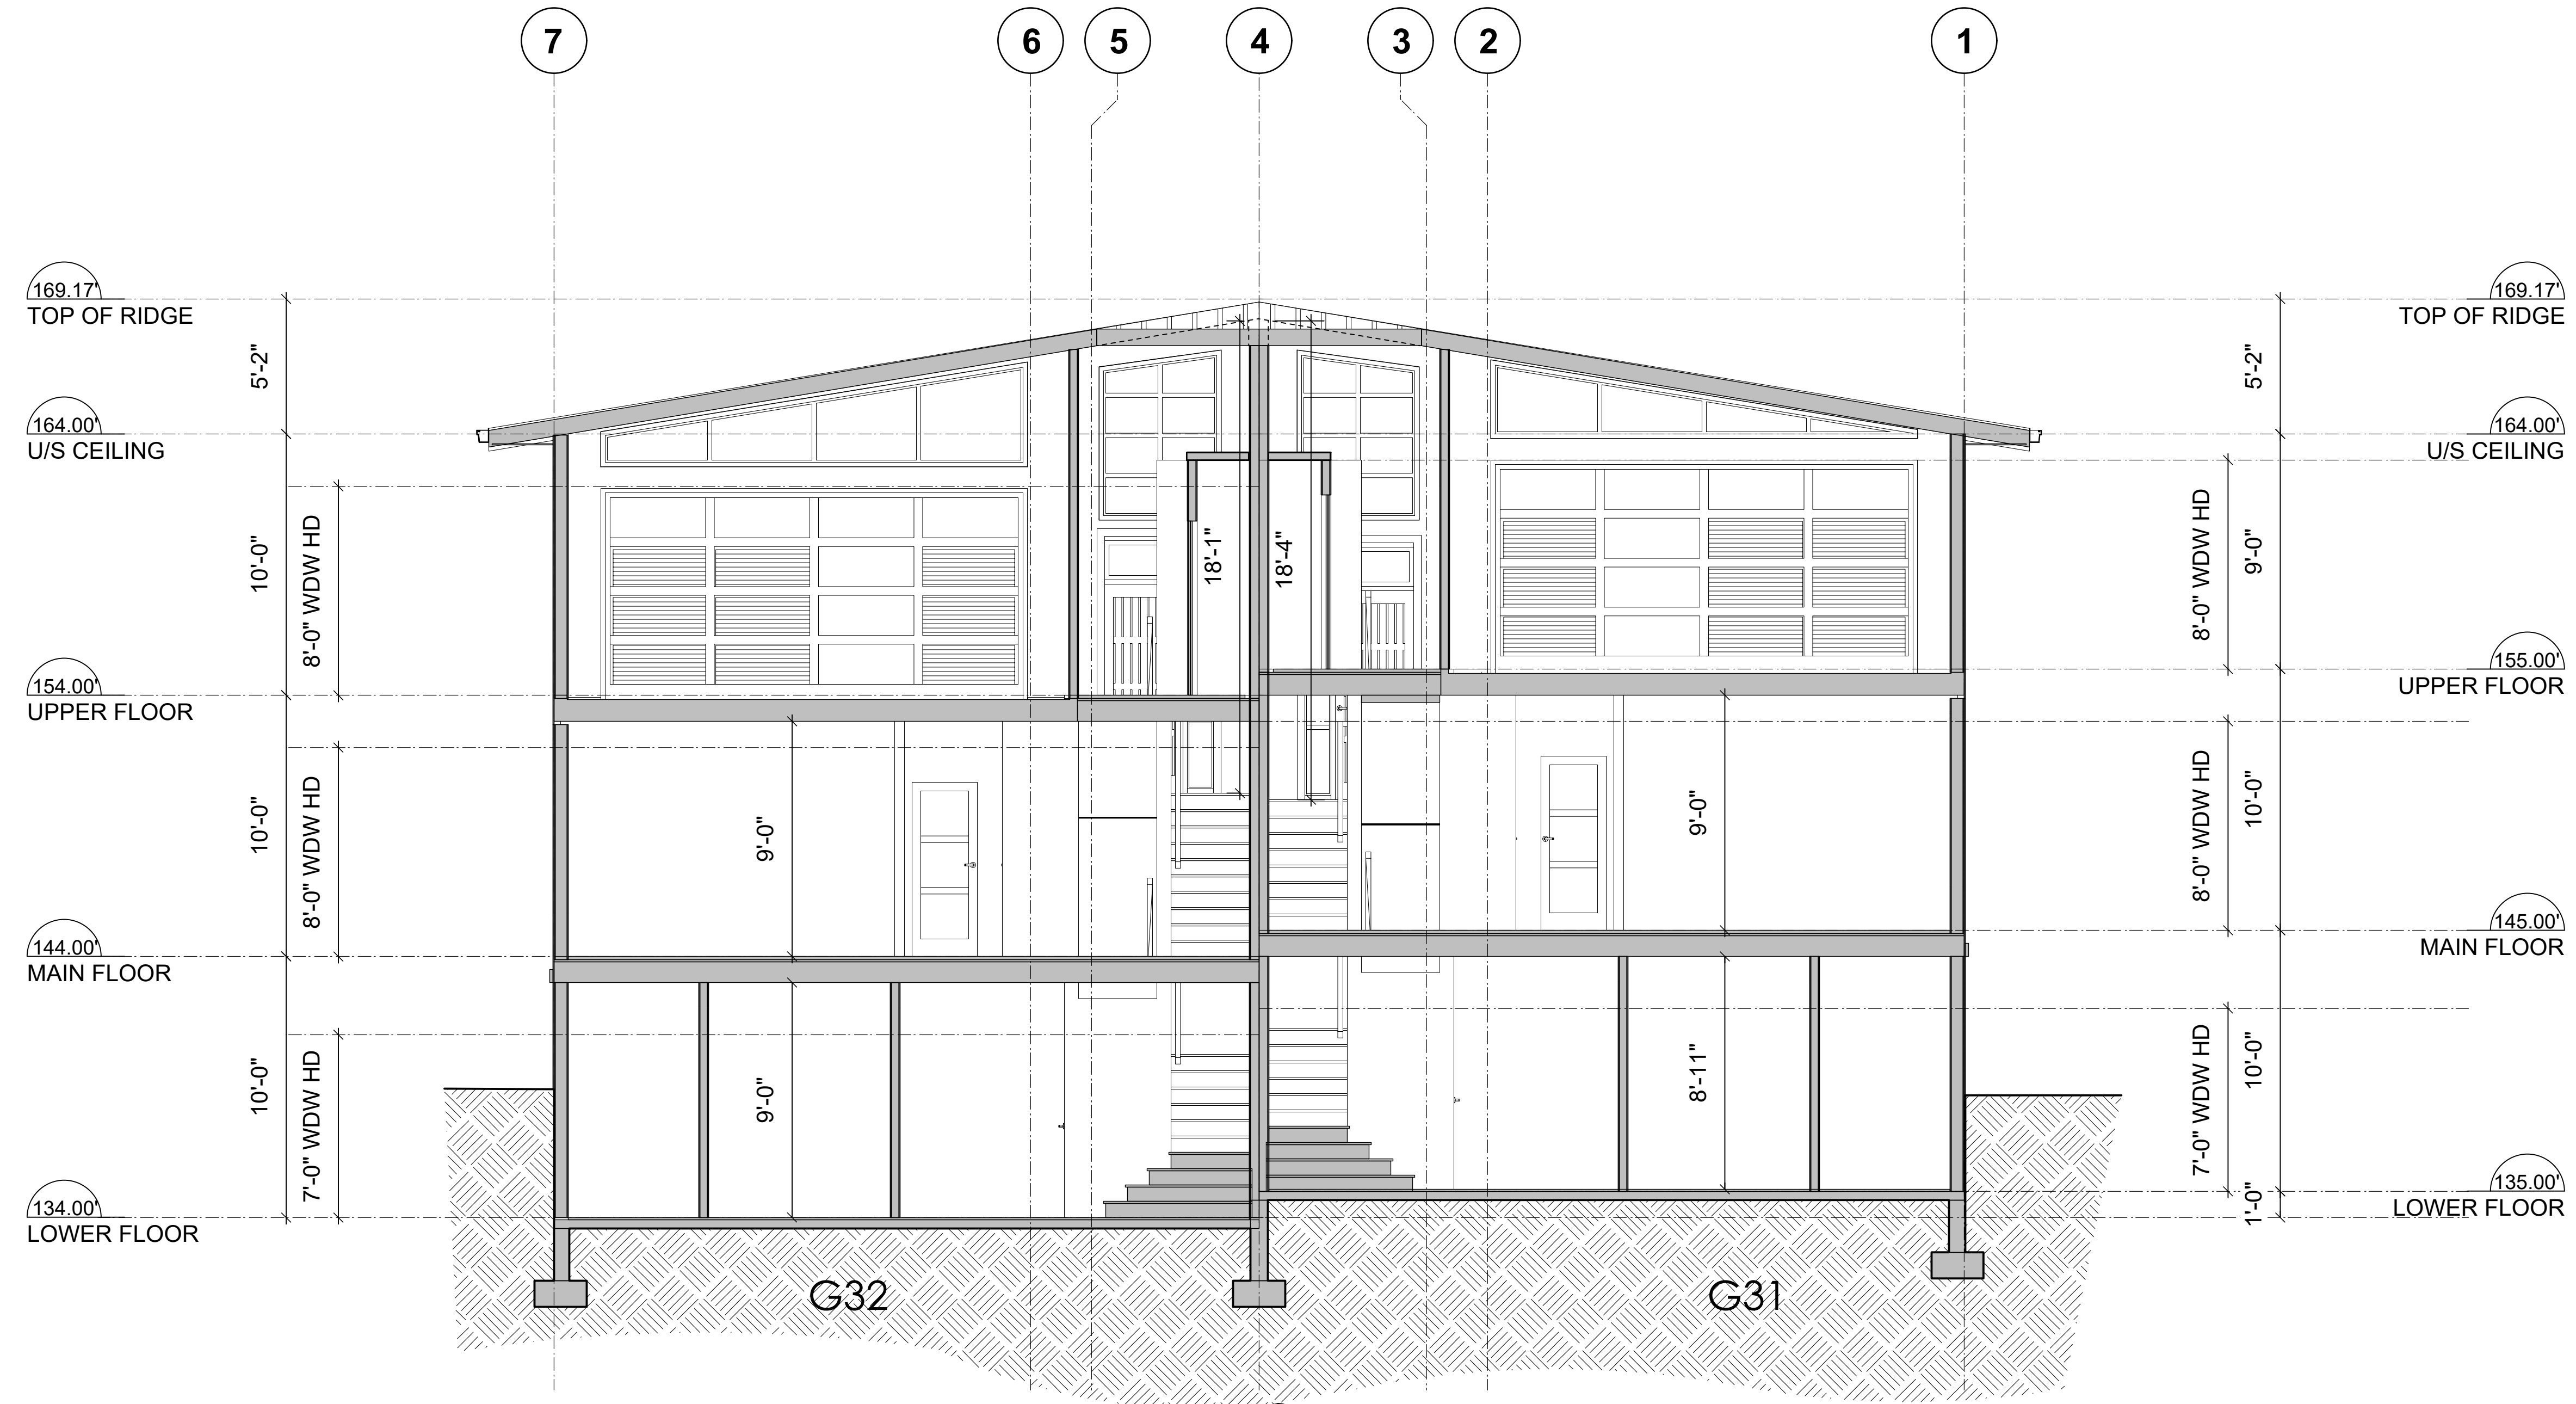 7 6 5 4 3 2 1
169.17' 169.17'
TOP OF RIDGE TOP OF RIDGE
5'-2" 5'-2"
164.00' 164.00'
U/S CEILING U/S CEILING
10'-0" 8'-0" WDW HD 18'-1" 18'-4" 8'-0" WDW HD 9'-0"
154.00' 155.00'
UPPER FLOOR UPPER FLOOR
10'-0" 8'-0" WDW HD 9'-0" 9'-0" 8'-0" WDW HD 10'-0"
144.00' 145.00'
MAIN FLOOR MAIN FLOOR
10'-0" 7'-0" WDW HD 9'-0" 8'-11" 7'-0" WDW HD 10'-0"
134.00' 135.00'
LOWER FLOOR 1'-0" LOWER FLOOR
G32 G31